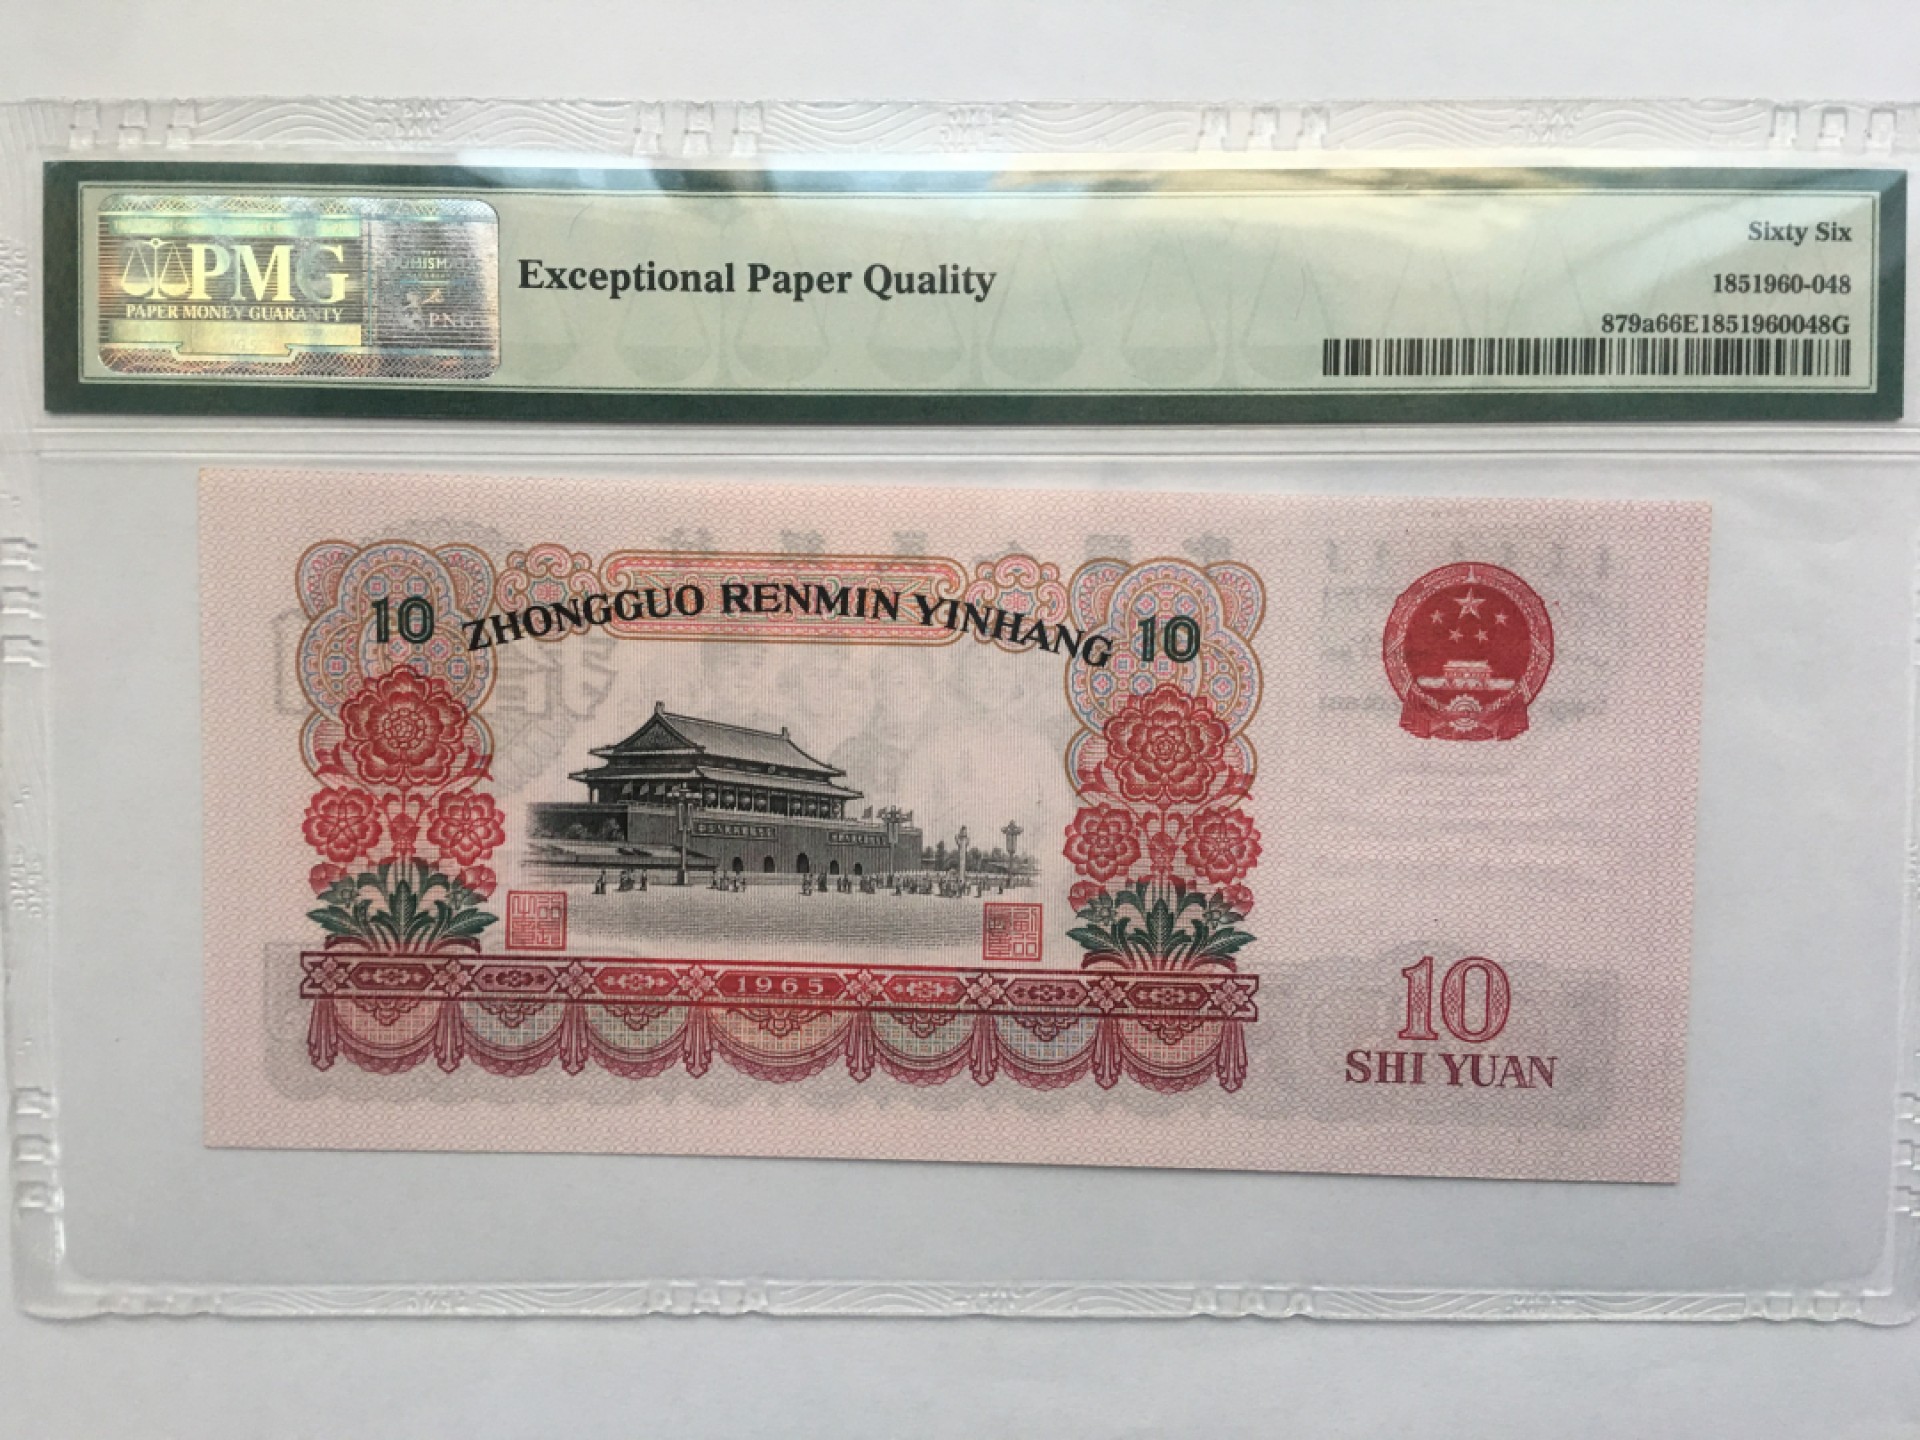 PMG
PAPER MONEY GUARANTY
PNG
Exceptional Paper Quality
Sixty Six
1851960-048
879a66E1851960048G
10 ZHONGGUO RENMIN YINHANG 10
1965
10
SHI YUAN